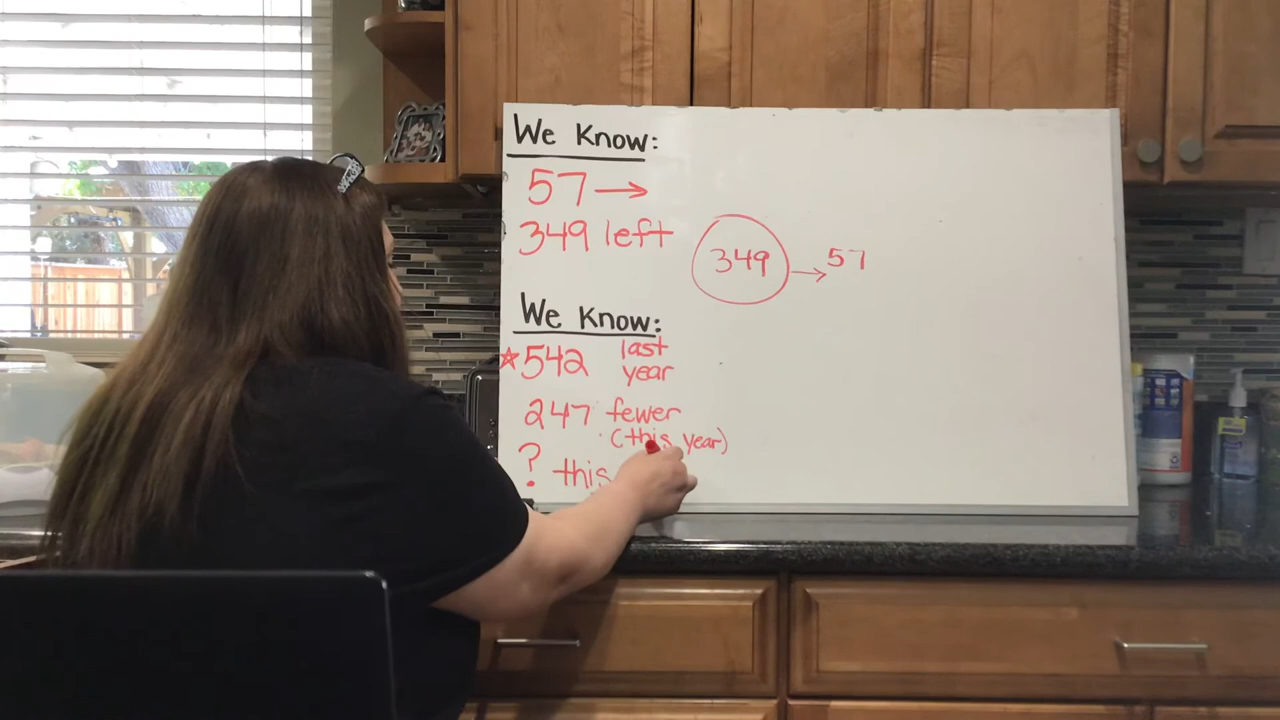 We Know:
57 →
349 left
349 → 57
We Know:
☆542 last year
247 fewer
(this year)
? this